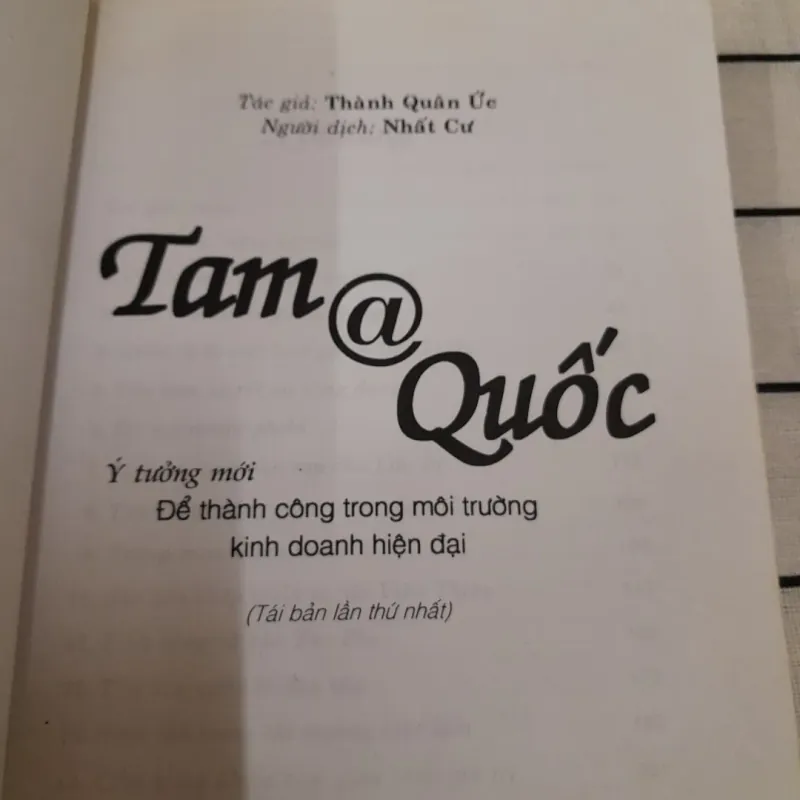 Tác giả: Thành Quân Ức
Người dịch: Nhất Cư
Tam @ Quốc
Ý tưởng mới
Để thành công trong môi trường
kinh doanh hiện đại
(Tái bản lần thứ nhất)